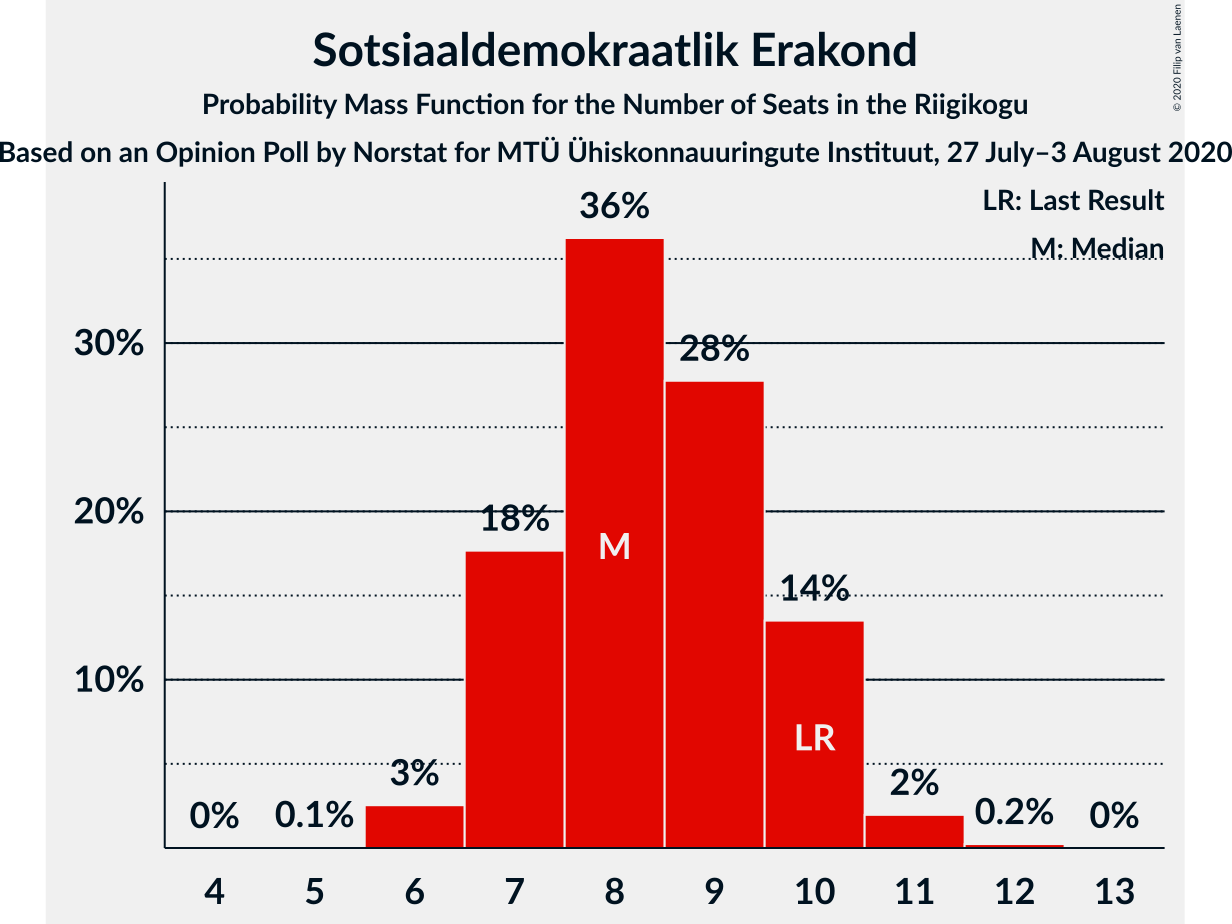 Sotsiaaldemokraatlik Erakond
Probability Mass Function for the Number of Seats in the Riigikogu
Based on an Opinion Poll by Norstat for MTÜ Ühiskonnauuringute Instituut, 27 July–3 August 2020
© 2020 Filip van Laenen
LR: Last Result
M: Median
36%
30%
28%
20%
18%
M
14%
10%
LR
3%
2%
0%
0.1%
0.2%
0%
4 5 6 7 8 9 10 11 12 13